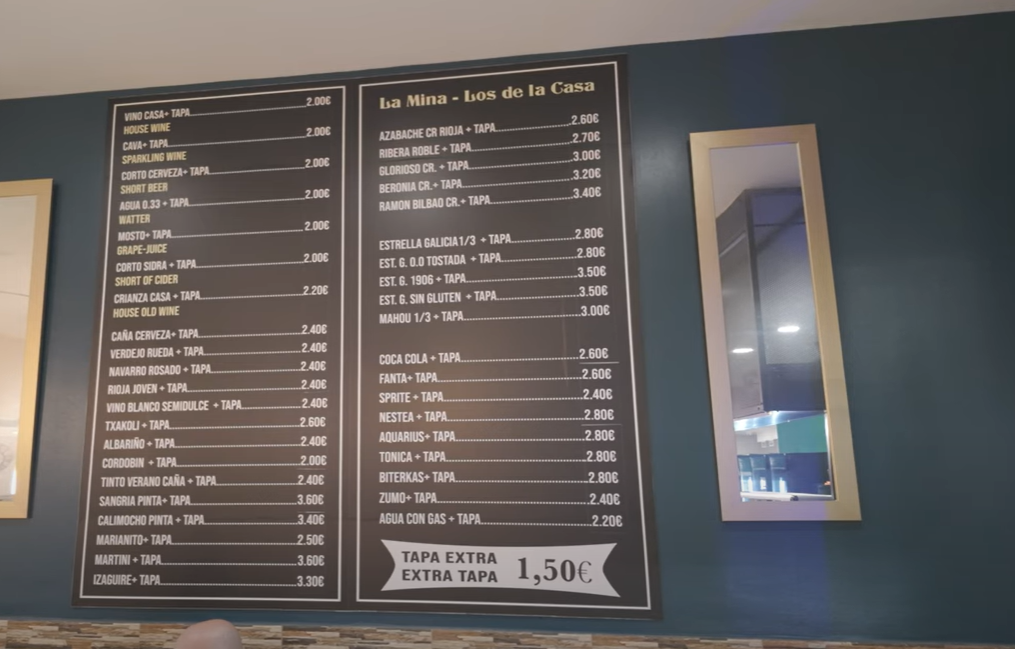 VINO CASA+ TAPA 2.00€
HOUSE WINE
CAVA+ TAPA 2.00€
SPARKLING WINE
CORTO CERVEZA+ TAPA 2.00€
SHORT BEER
AGUA 0.33 + TAPA 2.00€
WATTER
MOSTO+ TAPA 2.00€
GRAPE-JUICE
CORTO SIDRA + TAPA 2.00€
SHORT OF CIDER
CRIANZA CASA + TAPA 2.20€
HOUSE OLD WINE
CAÑA CERVEZA+ TAPA 2.40€
VERDEJO RUEDA + TAPA 2.40€
NAVARRO ROSADO + TAPA 2.40€
RIOJA JOVEN + TAPA 2.40€
VINO BLANCO SEMIDULCE + TAPA 2.40€
TXAKOLI + TAPA 2.60€
ALBARIÑO + TAPA 2.40€
CORDOBIN + TAPA 2.00€
TINTO VERANO CAÑA + TAPA 2.40€
SANGRIA PINTA+ TAPA 3.60€
CALIMOCHO PINTA + TAPA 3.40€
MARIANITO+ TAPA 2.50€
MARTINI + TAPA 3.60€
IZAGUIRE+ TAPA 3.30€
La Mina - Los de la Casa
AZABACHE CR RIOJA + TAPA 2.60€
RIBERA ROBLE + TAPA 2.70€
GLORIOSO CR. + TAPA 3.00€
BERONIA CR.+ TAPA 3.20€
RAMON BILBAO CR.+ TAPA 3.40€
ESTRELLA GALICIA 1/3 + TAPA 2.80€
EST. G. 0.0 TOSTADA + TAPA 2.80€
EST. G. 1906 + TAPA 3.50€
EST. G. SIN GLUTEN + TAPA 3.50€
MAHOU 1/3 + TAPA 3.00€
COCA COLA + TAPA 2.60€
FANTA+ TAPA 2.60€
SPRITE + TAPA 2.40€
NESTEA + TAPA 2.80€
AQUARIUS+ TAPA 2.80€
TONICA + TAPA 2.80€
BITERKAS+ TAPA 2.80€
ZUMO+ TAPA 2.40€
AGUA CON GAS + TAPA 2.20€
TAPA EXTRA
EXTRA TAPA 1,50€